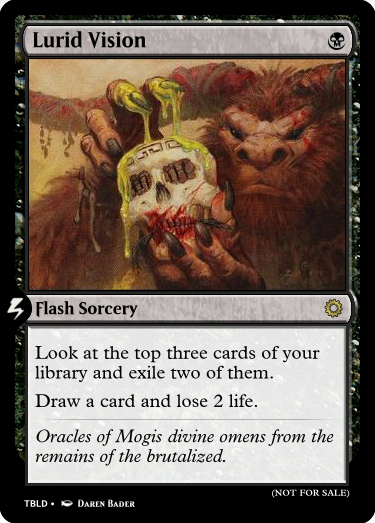 Lurid Vision
Flash Sorcery
Look at the top three cards of your
library and exile two of them.
Draw a card and lose 2 life.
Oracles of Mogis divine omens from the
remains of the brutalized.
(NOT FOR SALE)
TBLD • Daren Bader